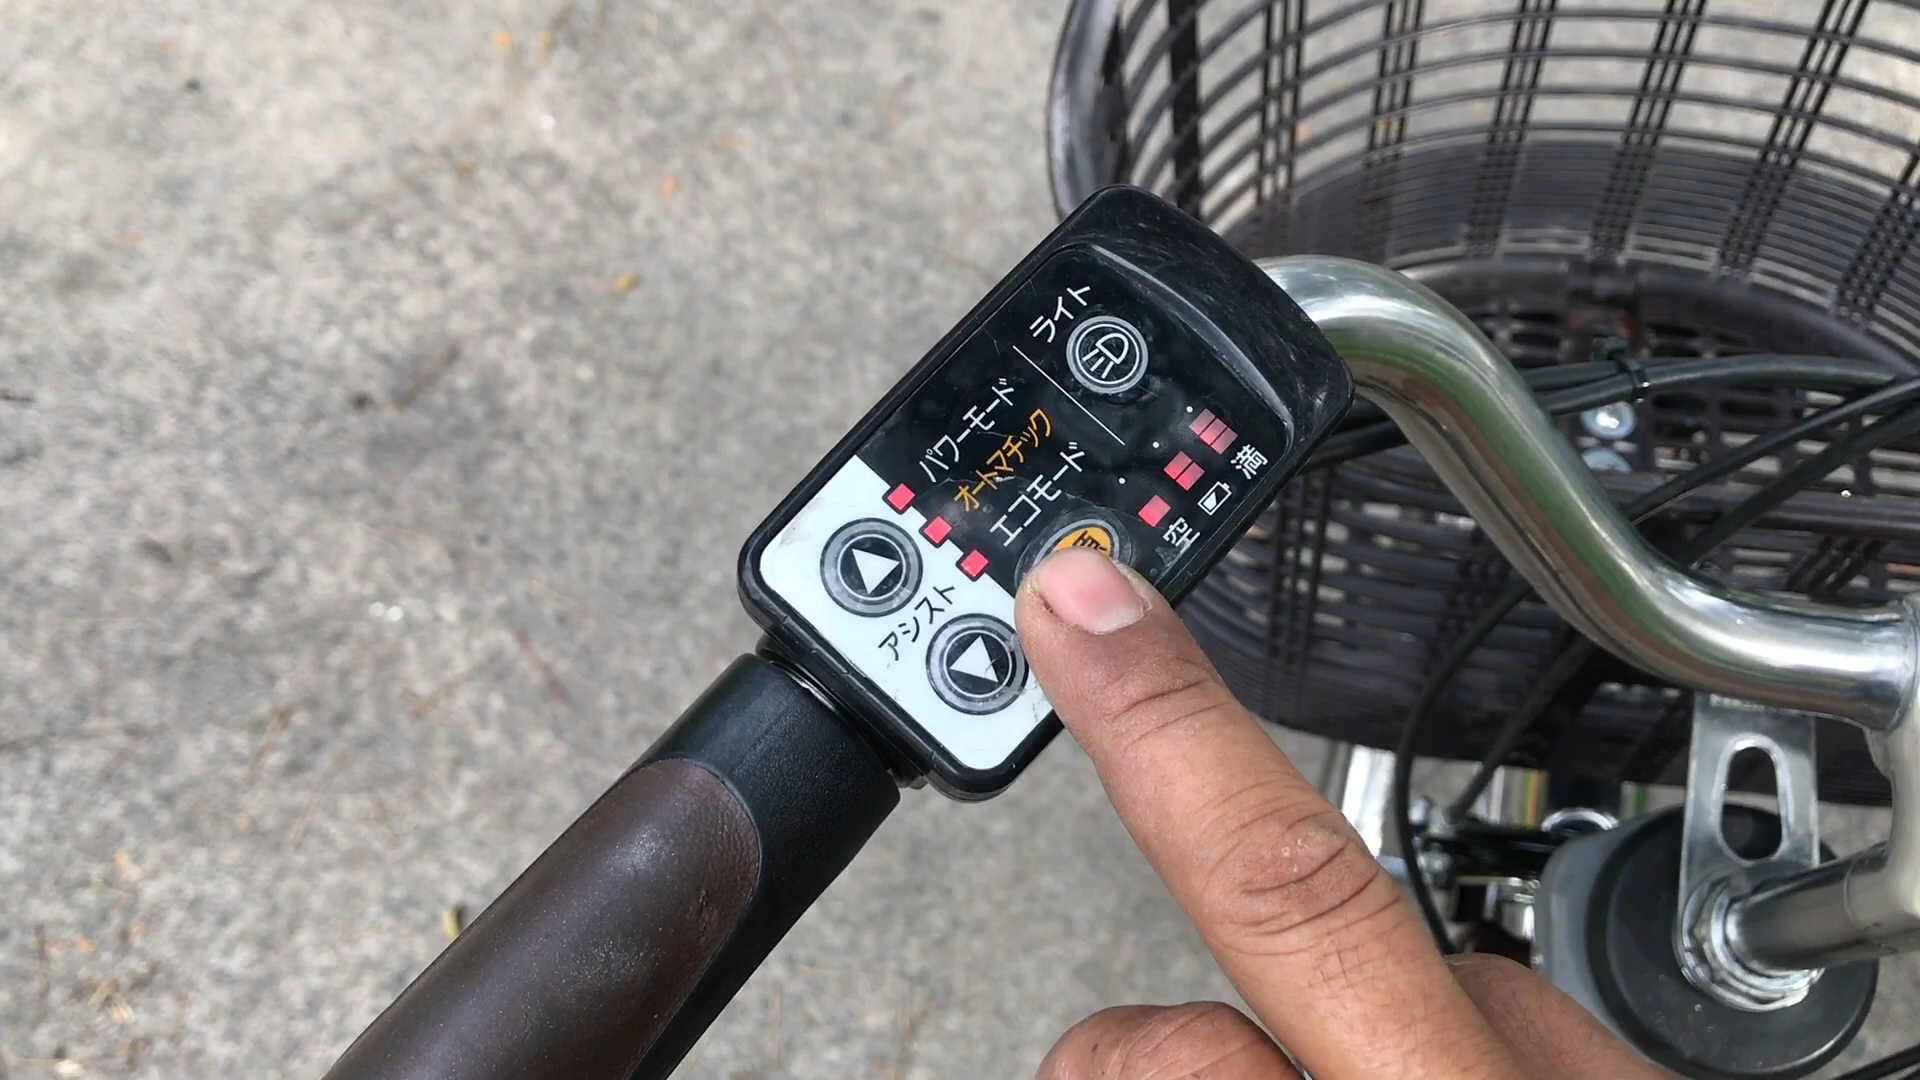 ライト
パワーモード
オートマチック
エコモード
満
空
アシスト